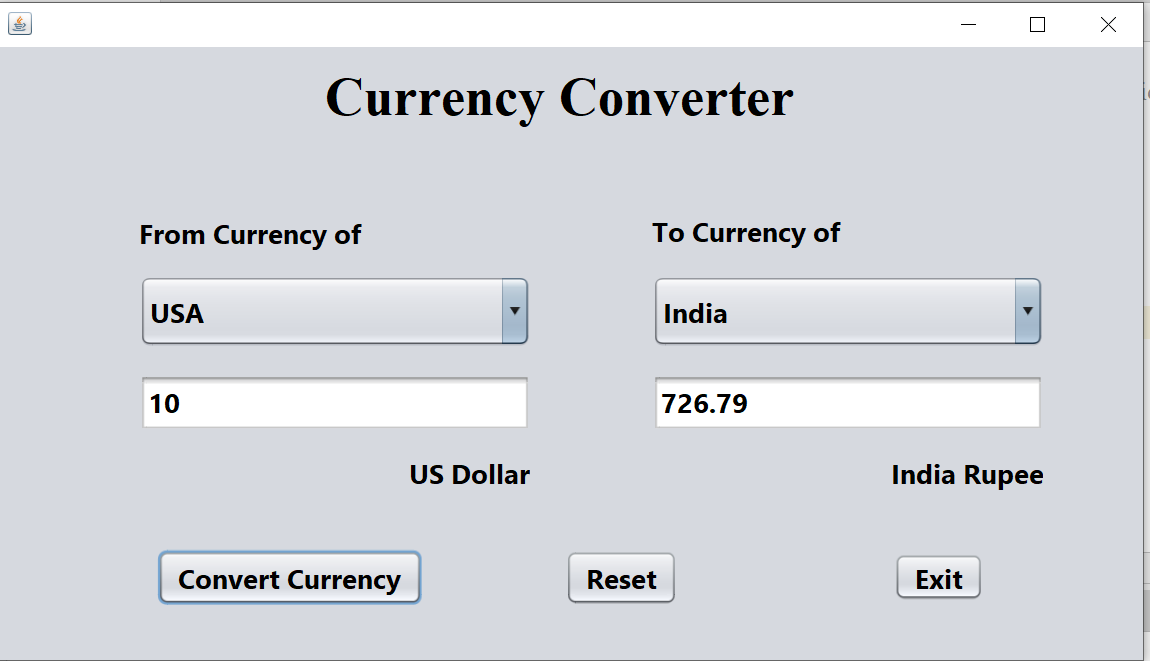 Currency Converter
From Currency of
To Currency of
USA
India
10
726.79
US Dollar
India Rupee
Convert Currency
Reset
Exit